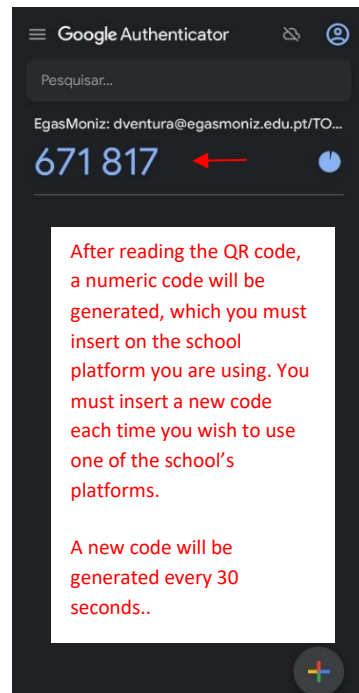 Google Authenticator
Pesquisar...
EgasMoniz: dventura@egasmoniz.edu.pt/TO...
671 817
After reading the QR code,
a numeric code will be
generated, which you must
insert on the school
platform you are using. You
must insert a new code
each time you wish to use
one of the school’s
platforms.
A new code will be
generated every 30
seconds..